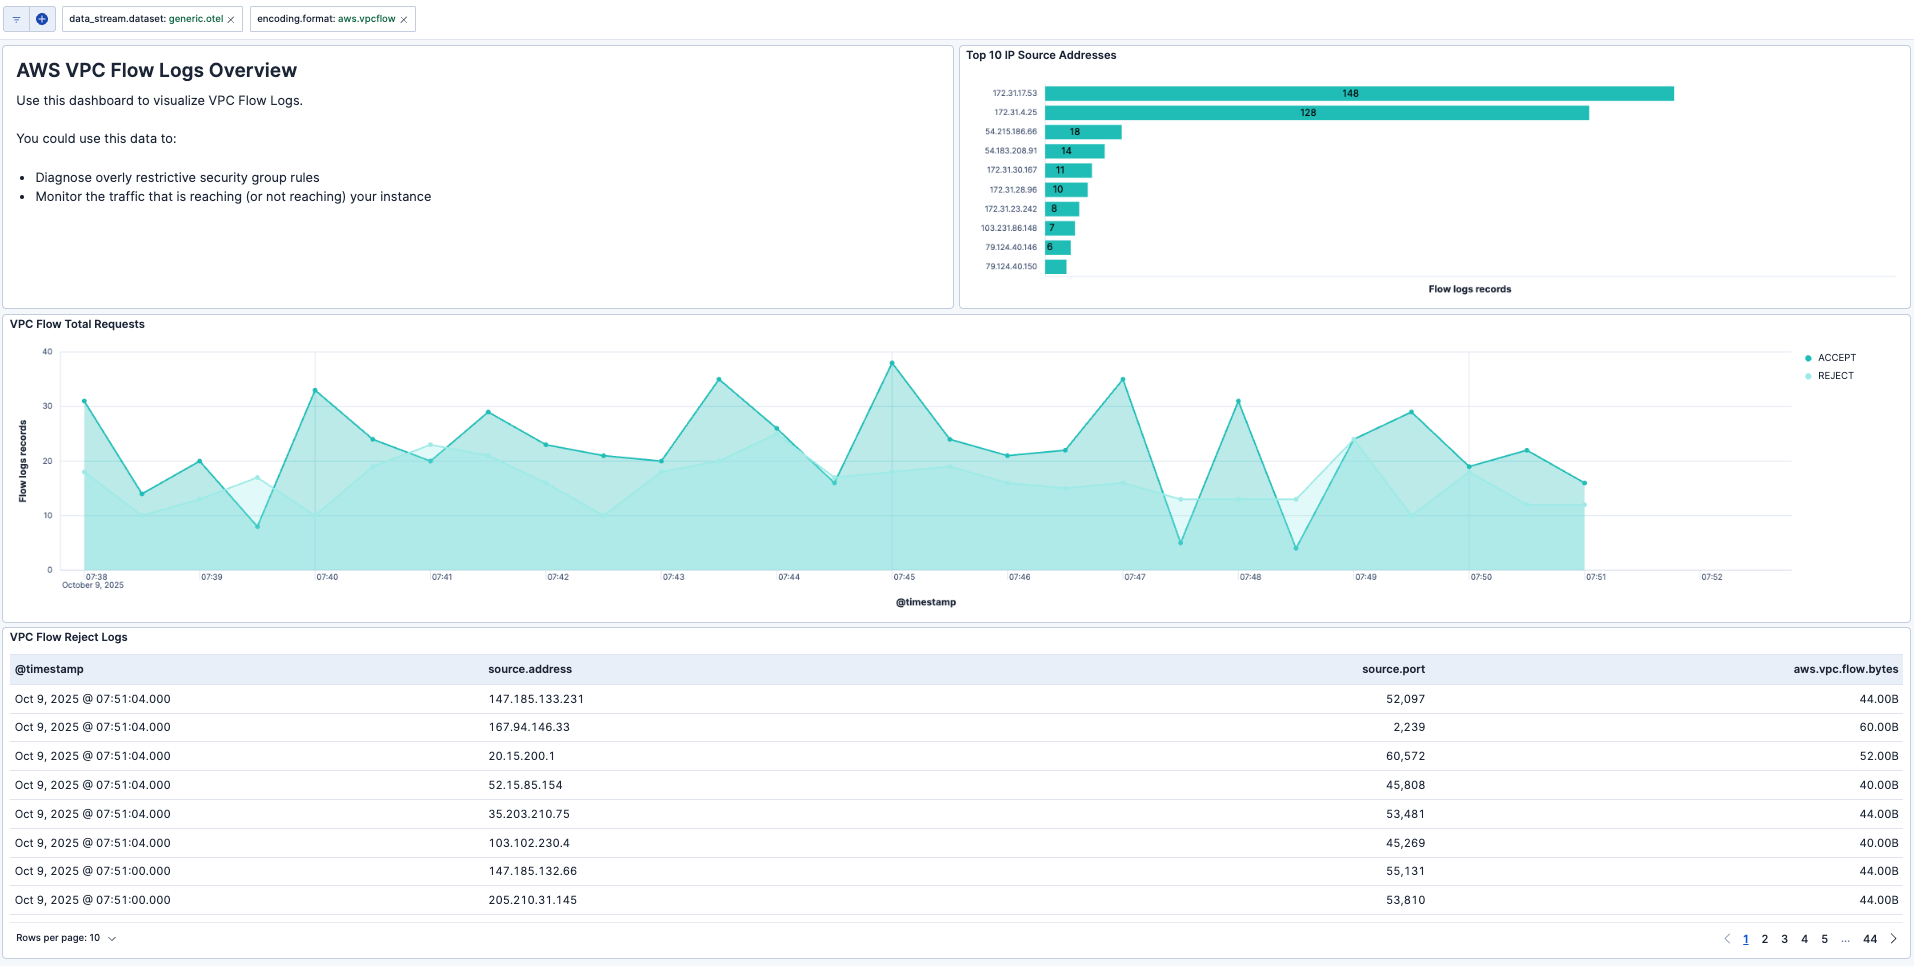 data_stream.dataset: generic.otel × encoding.format: aws.vpcflow ×
AWS VPC Flow Logs Overview
Use this dashboard to visualize VPC Flow Logs.
You could use this data to:
• Diagnose overly restrictive security group rules
• Monitor the traffic that is reaching (or not reaching) your instance
Top 10 IP Source Addresses
172.31.17.53 148
172.31.4.25 128
54.215.186.66 18
54.183.208.91 14
172.31.30.167 11
172.31.28.96 10
172.31.23.242 8
103.231.86.148 7
79.124.40.146 6
79.124.40.150
Flow logs records
VPC Flow Total Requests
Flow logs records
40
30
20
10
0
ACCEPT
REJECT
07:38 07:39 07:40 07:41 07:42 07:43 07:44 07:45 07:46 07:47 07:48 07:49 07:50 07:51 07:52
October 9, 2025
@timestamp
VPC Flow Reject Logs
@timestamp source.address source.port aws.vpc.flow.bytes
Oct 9, 2025 @ 07:51:04.000 147.185.133.231 52,097 44.00B
Oct 9, 2025 @ 07:51:04.000 167.94.146.33 2,239 60.00B
Oct 9, 2025 @ 07:51:04.000 20.15.200.1 60,572 52.00B
Oct 9, 2025 @ 07:51:04.000 52.15.85.154 45,808 40.00B
Oct 9, 2025 @ 07:51:04.000 35.203.210.75 53,481 44.00B
Oct 9, 2025 @ 07:51:04.000 103.102.230.4 45,269 40.00B
Oct 9, 2025 @ 07:51:00.000 147.185.132.66 55,131 44.00B
Oct 9, 2025 @ 07:51:00.000 205.210.31.145 53,810 44.00B
Rows per page: 10
1 2 3 4 5 ... 44